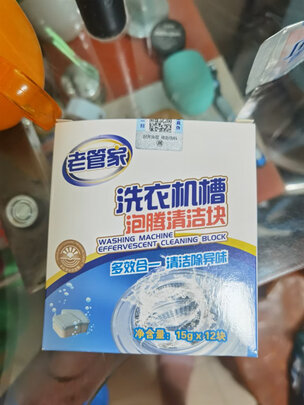 老管家
洗衣机槽
泡腾清洁块
WASHING MACHINE
EFFERVESCENT CLEANING BLOCK
多效合一 清洁除异味
净含量：15g x 12块